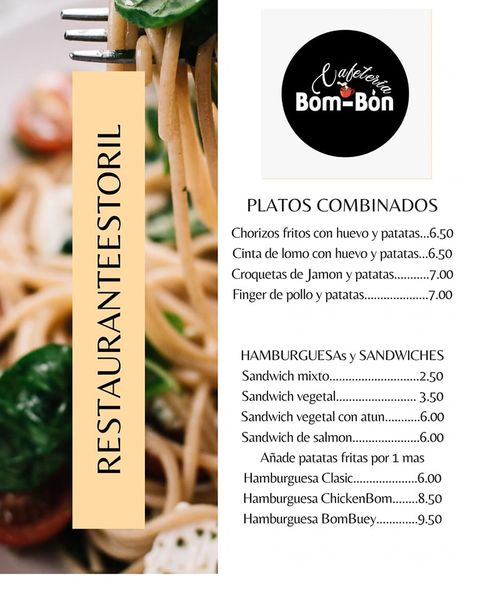 RESTAURANTEESTORIL
Cafetería
Bom-Bòn
PLATOS COMBINADOS
Chorizos fritos con huevo y patatas...6.50
Cinta de lomo con huevo y patatas...6.50
Croquetas de Jamon y patatas...........7.00
Finger de pollo y patatas....................7.00
HAMBURGUESAs y SANDWICHES
Sandwich mixto............................2.50
Sandwich vegetal......................... 3.50
Sandwich vegetal con atun...........6.00
Sandwich de salmon.....................6.00
Añade patatas fritas por 1 mas
Hamburguesa Clasic....................6.00
Hamburguesa ChickenBom........8.50
Hamburguesa BomBuey.............9.50